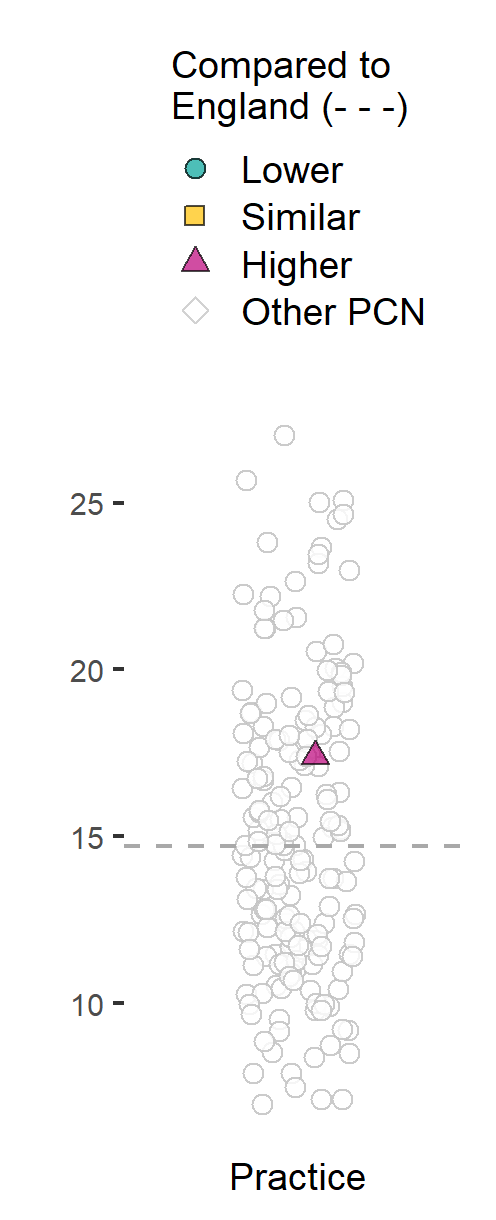 Compared to
England (- - -)
Lower
Similar
Higher
Other PCN
25
20
15
10
Practice